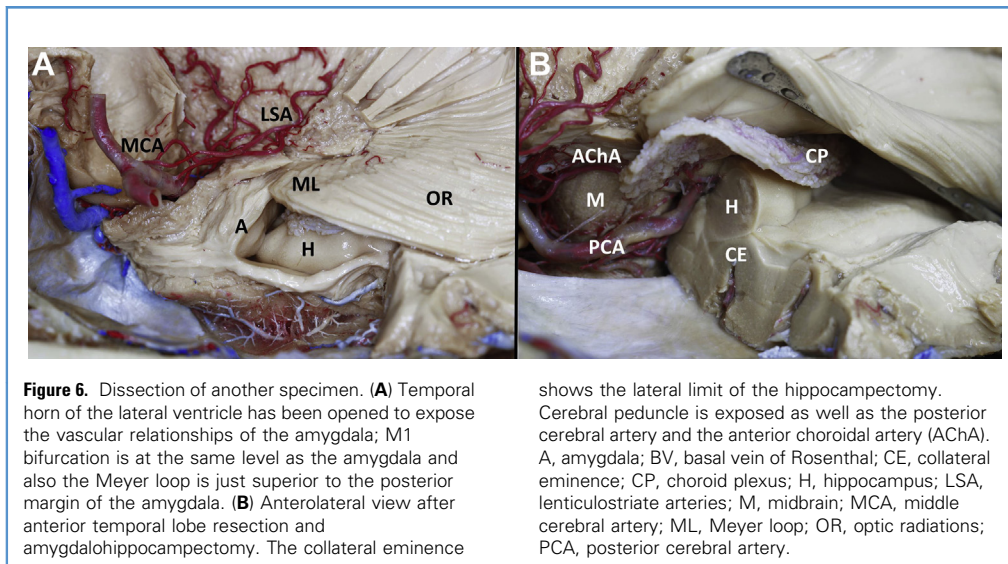 A
MCA
LSA
ML
OR
A
H
B
AChA
CP
M
H
PCA
CE
Figure 6. Dissection of another specimen. (A) Temporal
horn of the lateral ventricle has been opened to expose
the vascular relationships of the amygdala; M1
bifurcation is at the same level as the amygdala and
also the Meyer loop is just superior to the posterior
margin of the amygdala. (B) Anterolateral view after
anterior temporal lobe resection and
amygdalohippocampectomy. The collateral eminence
shows the lateral limit of the hippocampectomy.
Cerebral peduncle is exposed as well as the posterior
cerebral artery and the anterior choroidal artery (AChA).
A, amygdala; BV, basal vein of Rosenthal; CE, collateral
eminence; CP, choroid plexus; H, hippocampus; LSA,
lenticulostriate arteries; M, midbrain; MCA, middle
cerebral artery; ML, Meyer loop; OR, optic radiations;
PCA, posterior cerebral artery.